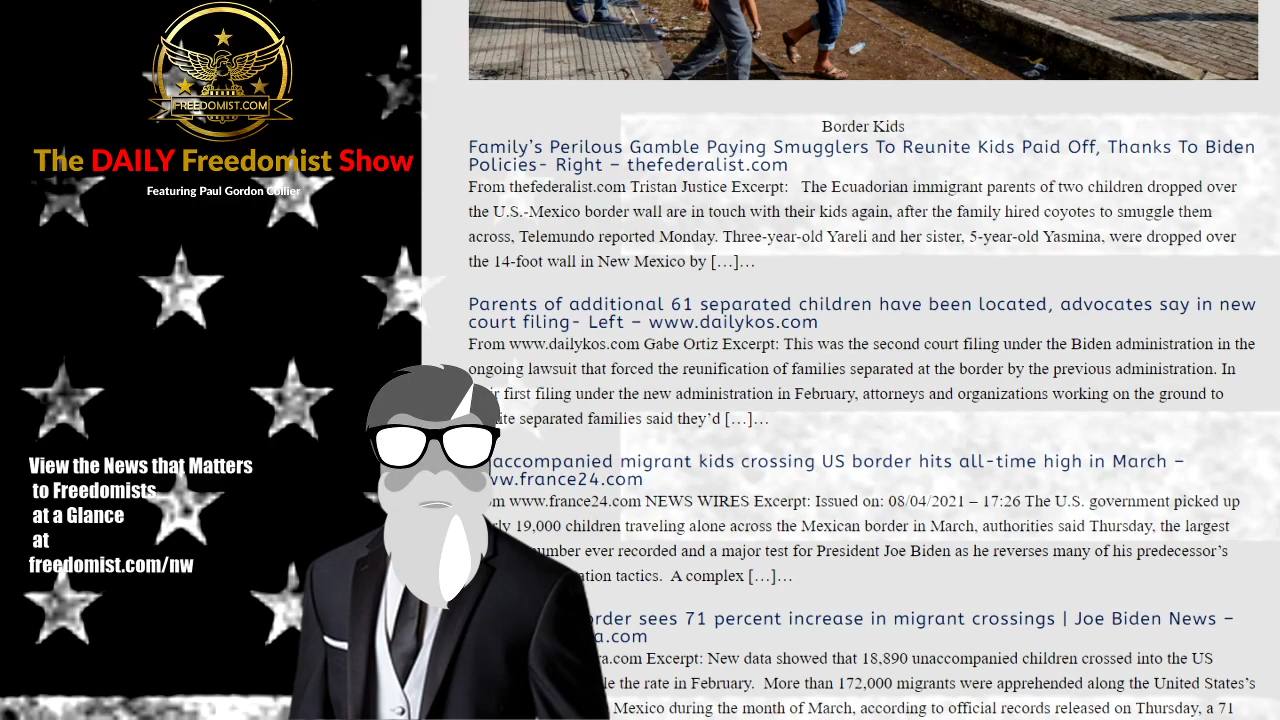 FREEDOMIST.COM
The DAILY Freedomist Show
Featuring Paul Gordon Collier
View the News that Matters
to Freedomists
at a Glance
at
freedomist.com/nw
Border Kids
Family's Perilous Gamble Paying Smugglers To Reunite Kids Paid Off, Thanks To Biden
Policies- Right – thefederalist.com
From thefederalist.com Tristan Justice Excerpt: The Ecuadorian immigrant parents of two children dropped over
the U.S.-Mexico border wall are in touch with their kids again, after the family hired coyotes to smuggle them
across, Telemundo reported Monday. Three-year-old Yareli and her sister, 5-year-old Yasmina, were dropped over
the 14-foot wall in New Mexico by […]…
Parents of additional 61 separated children have been located, advocates say in new
court filing- Left – www.dailykos.com
From www.dailykos.com Gabe Ortiz Excerpt: This was the second court filing under the Biden administration in the
ongoing lawsuit that forced the reunification of families separated at the border by the previous administration. In
first filing under the new administration in February, attorneys and organizations working on the ground to
separated families said they'd […]…
accompanied migrant kids crossing US border hits all-time high in March –
ww.france24.com
www.france24.com NEWS WIRES Excerpt: Issued on: 08/04/2021 – 17:26 The U.S. government picked up
19,000 children traveling alone across the Mexican border in March, authorities said Thursday, the largest
number ever recorded and a major test for President Joe Biden as he reverses many of his predecessor's
tactics. A complex […]…
order sees 71 percent increase in migrant crossings | Joe Biden News –
a.com
ra.com Excerpt: New data showed that 18,890 unaccompanied children crossed into the US
the rate in February. More than 172,000 migrants were apprehended along the United States's
Mexico during the month of March, according to official records released on Thursday, a 71